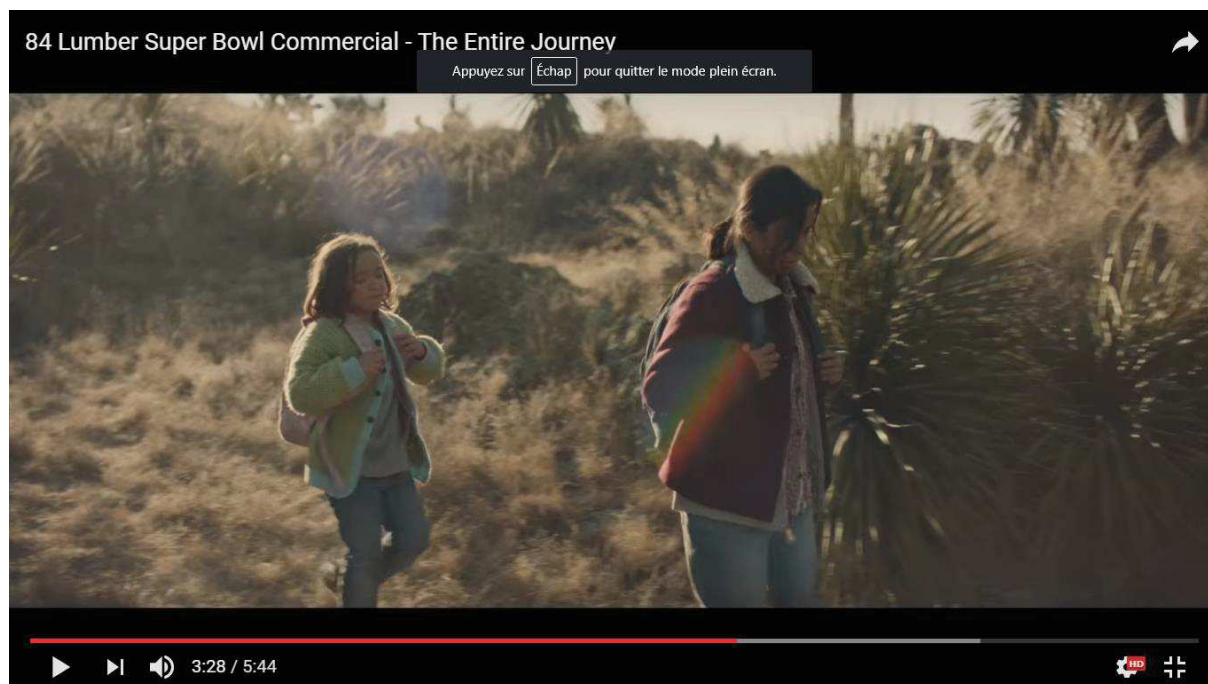 84 Lumber Super Bowl Commercial - The Entire Journey
Appuyez sur Échap pour quitter le mode plein écran.
3:28 / 5:44
HD